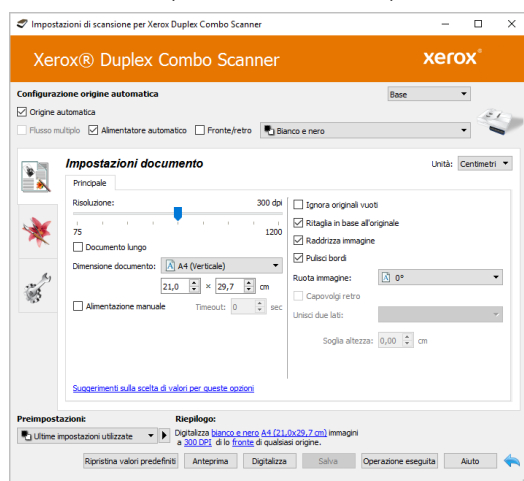 Impostazioni di scansione per Xerox Duplex Combo Scanner
Xerox® Duplex Combo Scanner
xerox®
Configurazione origine automatica
Base
Origine automatica
Flusso multiplo Alimentatore automatico Fronte/retro Bianco e nero
Impostazioni documento
Unità: Centimetri
Principale
Risoluzione: 300 dpi
75 1200
Documento lungo
Dimensione documento: A4 (Verticale)
21,0 × 29,7 cm
Alimentazione manuale Timeout: 0 sec
Ignora originali vuoti
Ritaglia in base all'originale
Raddrizza immagine
Pulisci bordi
Ruota immagine: 0°
Capovolgi retro
Unisci due lati:
Soglia altezza: 0,00 cm
Suggerimenti sulla scelta di valori per queste opzioni
Preimpostazioni:
Ultime impostazioni utilizzate
Riepilogo:
Digitalizza bianco e nero A4 (21.0x29.7 cm) immagini
a 300 DPI di lo fronte di qualsiasi origine.
Ripristina valori predefiniti Anteprima Digitalizza Salva Operazione eseguita Aiuto